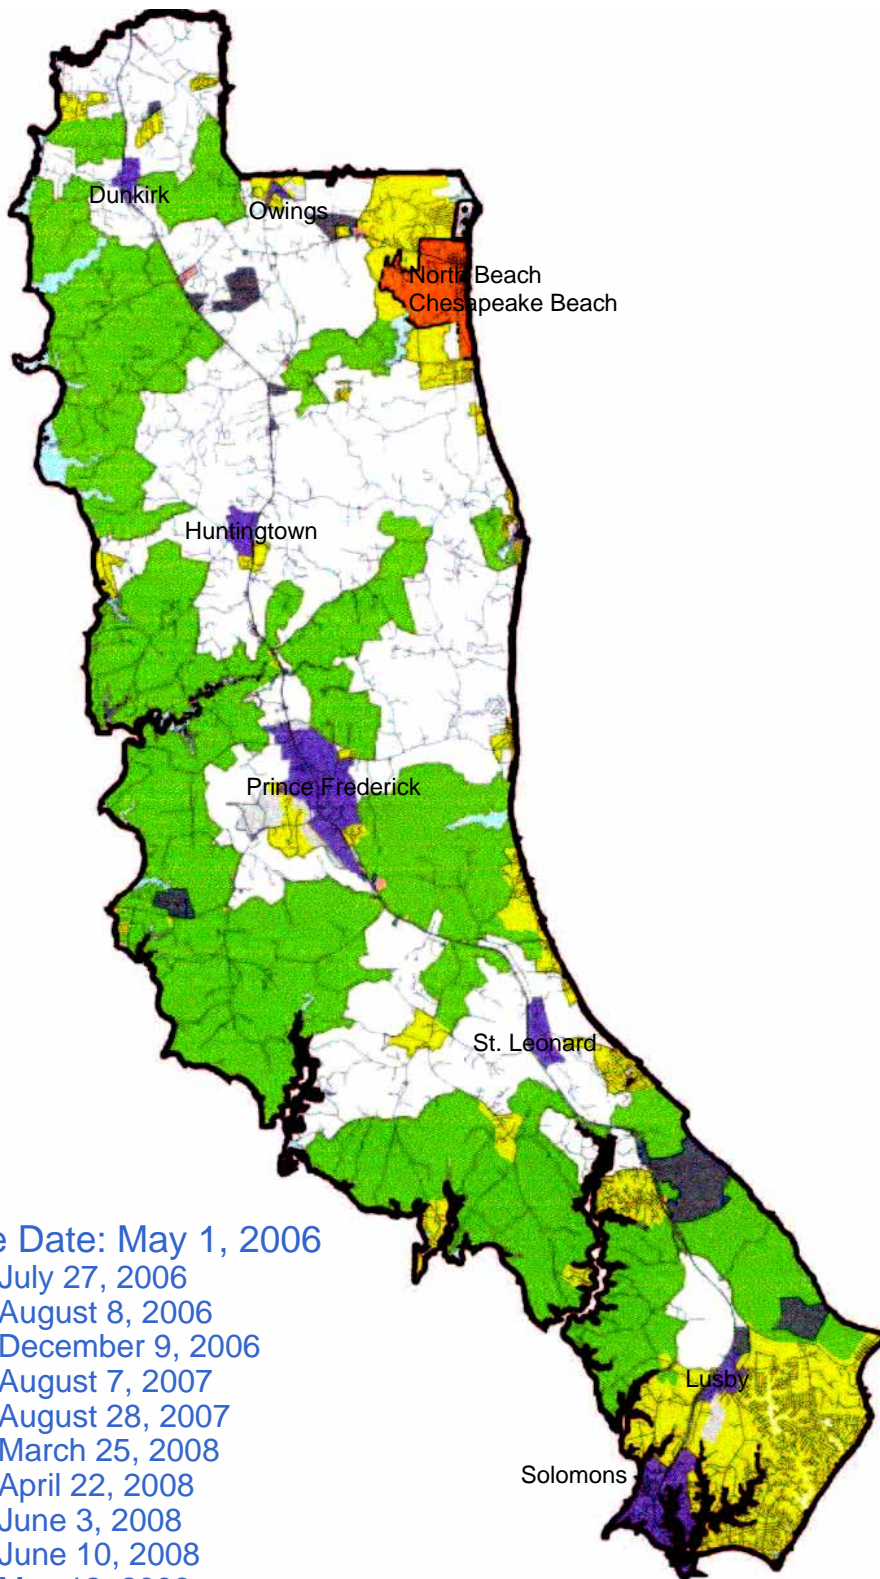 Dunkirk
Owings
North Beach
Chesapeake Beach
Huntingtown
Prince Frederick
St. Leonard
Date: May 1, 2006
July 27, 2006
August 8, 2006
December 9, 2006
August 7, 2007
August 28, 2007
March 25, 2008
April 22, 2008
June 3, 2008
June 10, 2008
Lusby
Solomons